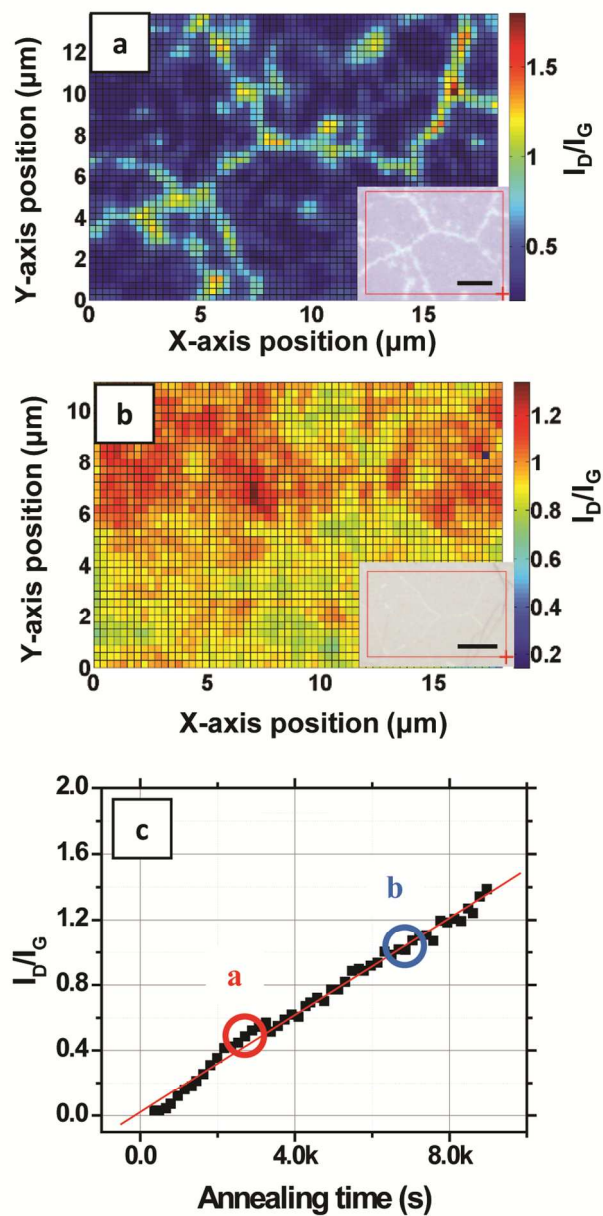 a
Y-axis position (µm)
0
2
4
6
8
10
12
0
5
10
15
X-axis position (µm)
1.5
1
0.5
I_D/I_G
b
Y-axis position (µm)
0
2
4
6
8
10
0
5
10
15
X-axis position (µm)
1.2
1
0.8
0.6
0.4
0.2
I_D/I_G
c
2.0
1.6
1.2
0.8
0.4
0.0
I_D/I_G
a
b
0.0
4.0k
8.0k
Annealing time (s)